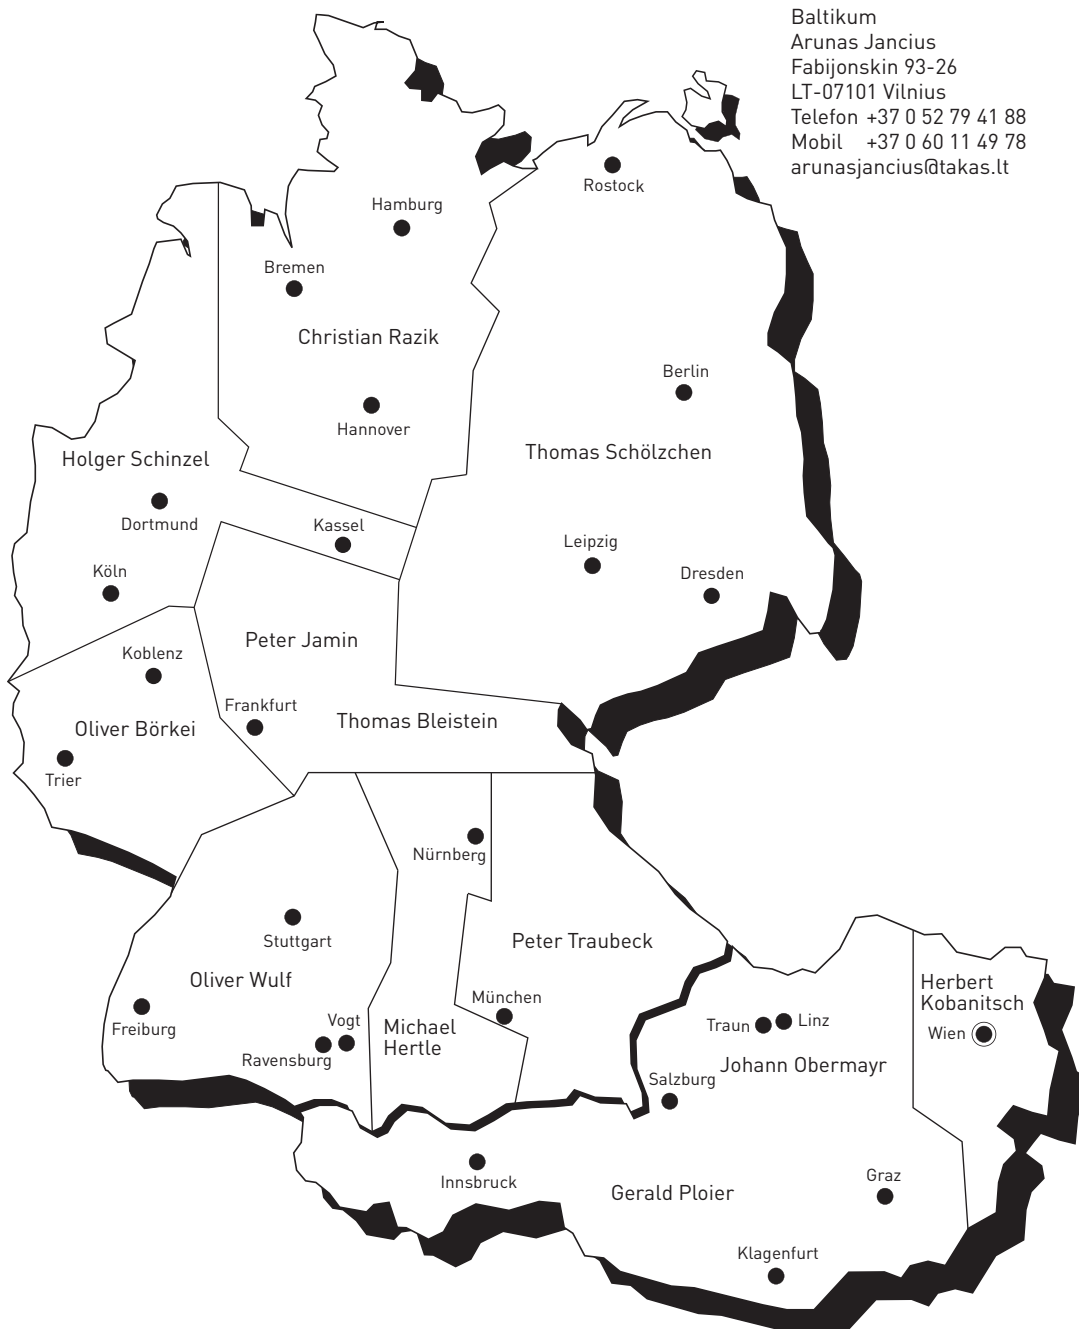 Baltikum
Arunas Jancius
Fabijonskin 93-26
LT-07101 Vilnius
Telefon +37 0 52 79 41 88
Mobil +37 0 60 11 49 78
arunasjancius@takas.lt
Rostock
Hamburg
Bremen
Christian Razik
Berlin
Hannover
Thomas Schölzchen
Holger Schinzel
Dortmund
Kassel
Leipzig
Köln
Dresden
Peter Jamin
Koblenz
Frankfurt
Thomas Bleistein
Oliver Börkei
Trier
Nürnberg
Stuttgart
Peter Traubeck
Oliver Wulf
Herbert
Kobanitsch
München
Freiburg
Vogt
Michael
Hertle
Traun
Linz
Wien
Ravensburg
Johann Obermayr
Salzburg
Innsbruck
Graz
Gerald Ploier
Klagenfurt